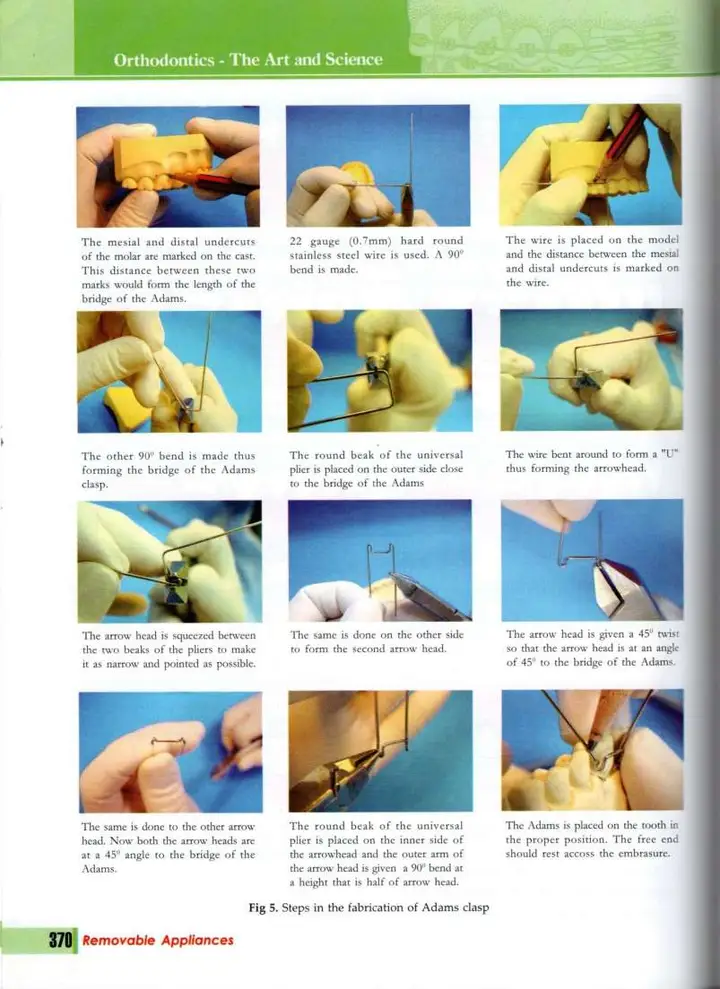 Orthodontics - The Art and Science
The mesial and distal undercuts
of the molar are marked on the cast.
This distance between these two
marks would form the length of the
bridge of the Adams.
22 gauge (0.7mm) hard round
stainless steel wire is used. A 90°
bend is made.
The wire is placed on the model
and the distance between the mesial
and distal undercuts is marked on
the wire.
The other 90° bend is made thus
forming the bridge of the Adams
clasp.
The round beak of the universal
plier is placed on the outer side close
to the bridge of the Adams
The wire bent around to form a "U"
thus forming the arrowhead.
The arrow head is squeezed between
the two beaks of the pliers to make
it as narrow and pointed as possible.
The same is done on the other side
to form the second arrow head.
The arrow head is given a 45° twist
so that the arrow head is at an angle
of 45° to the bridge of the Adams.
The same is done to the other arrow
head. Now both the arrow heads are
at a 45° angle to the bridge of the
Adams.
The round beak of the universal
plier is placed on the inner side of
the arrowhead and the outer arm of
the arrow head is given a 90° bend at
a height that is half of arrow head.
The Adams is placed on the tooth in
the proper position. The free end
should rest accoss the embrasure.
Fig 5. Steps in the fabrication of Adams clasp
370 Removable Appliances